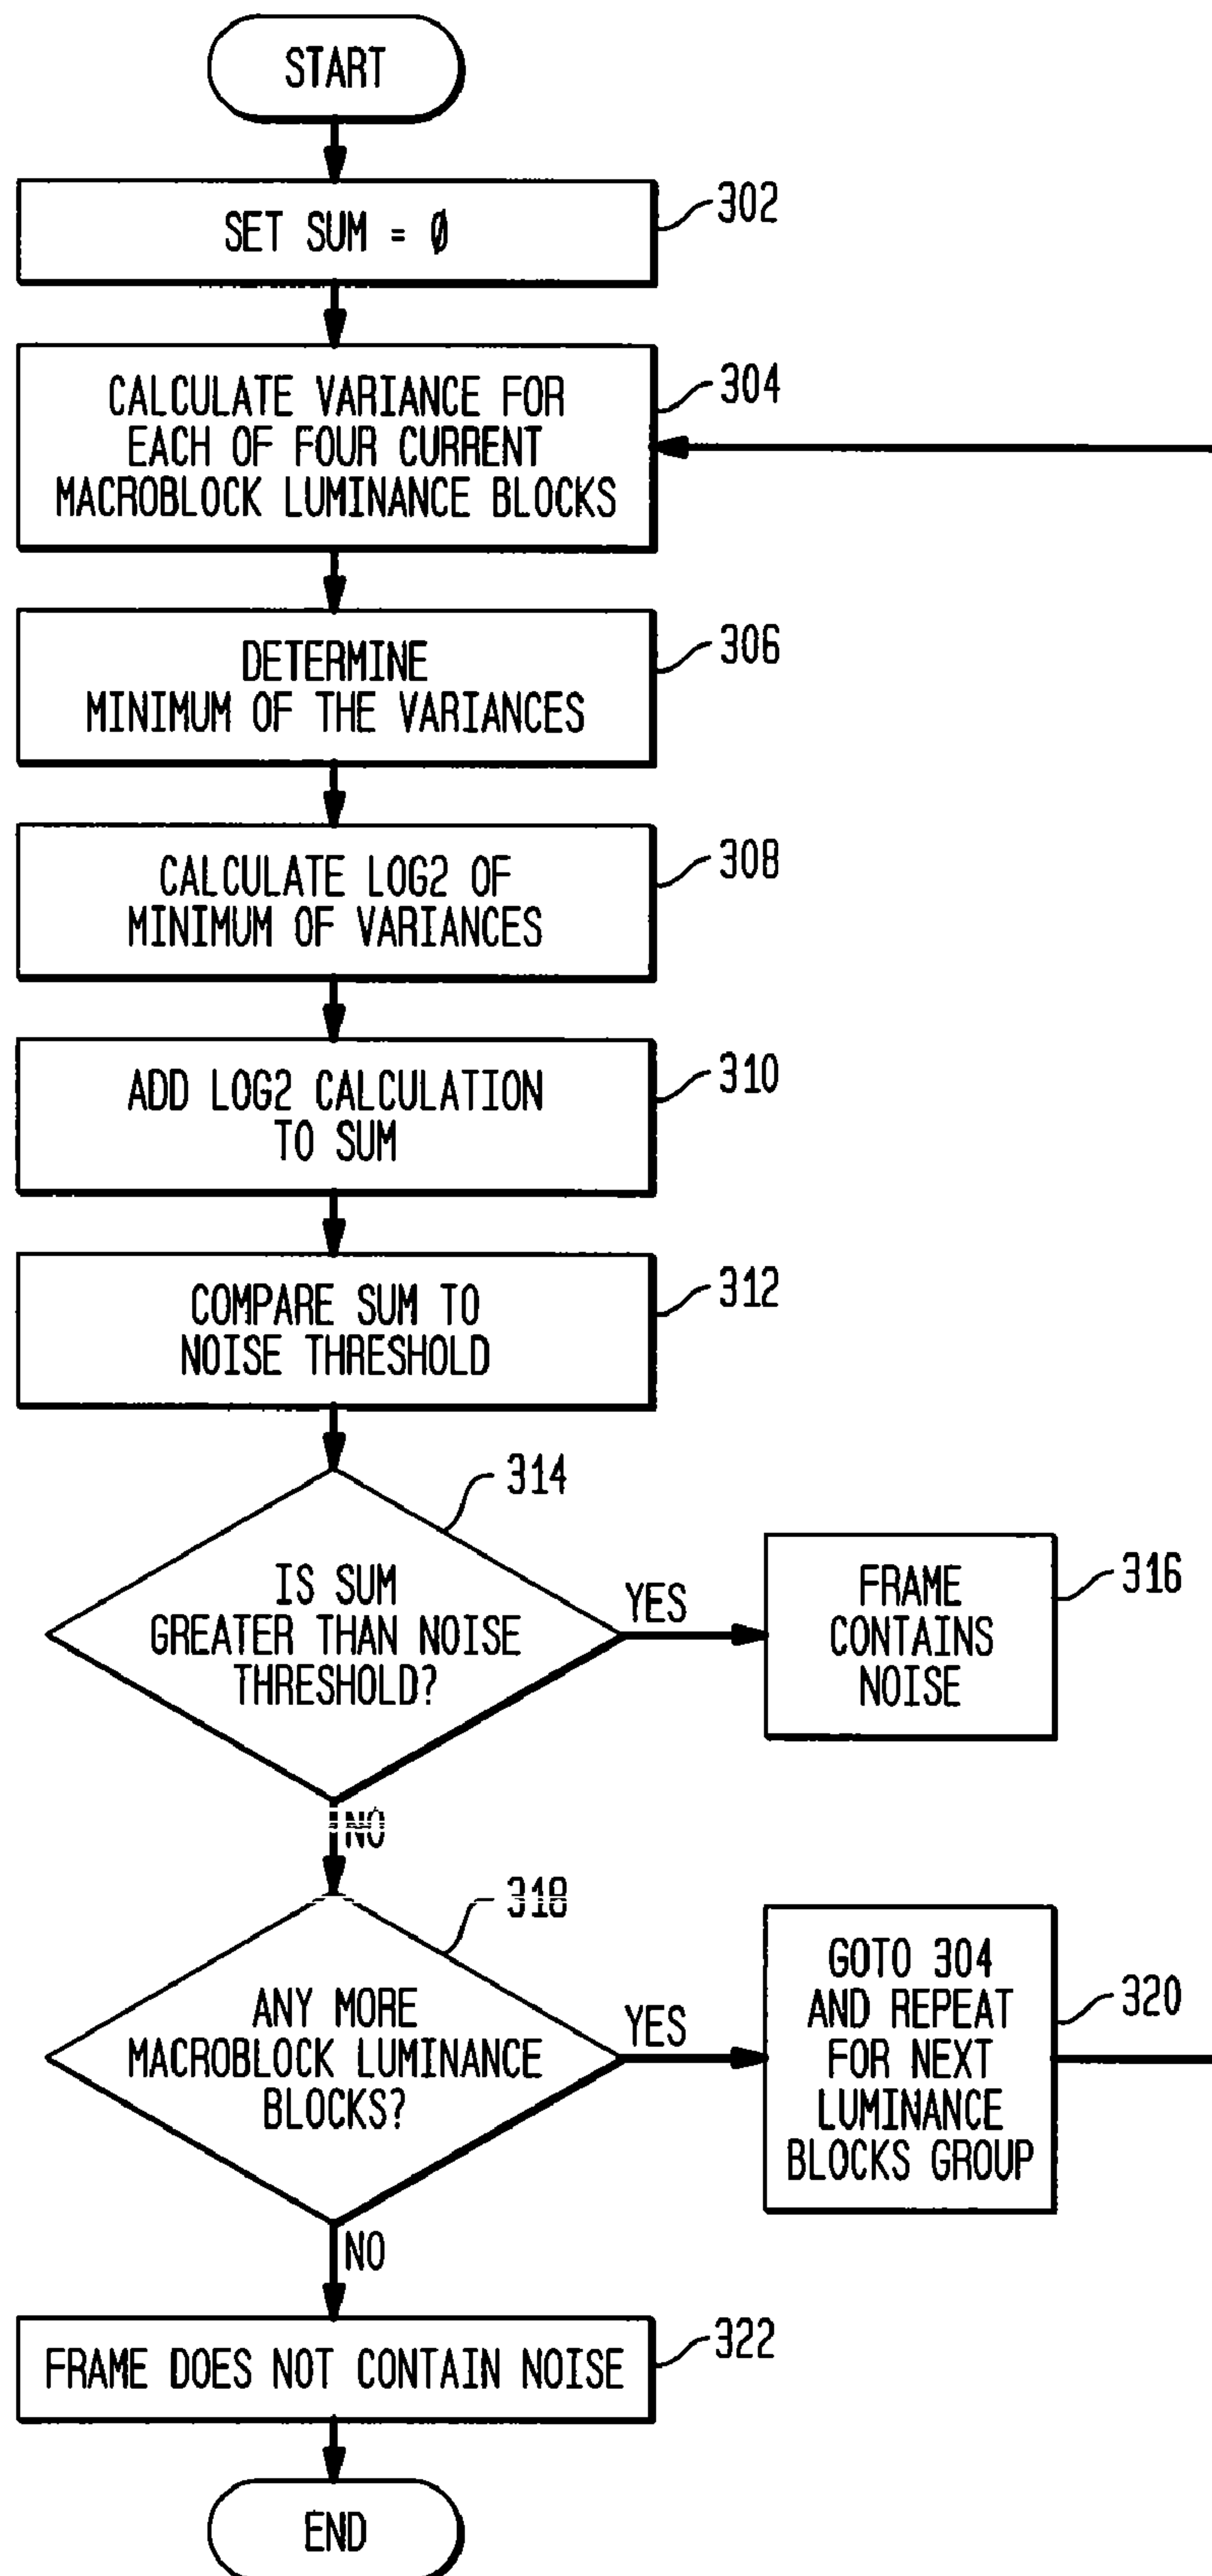 START
SET SUM = Ø
302
CALCULATE VARIANCE FOR
EACH OF FOUR CURRENT
MACROBLOCK LUMINANCE BLOCKS
304
DETERMINE
MINIMUM OF THE VARIANCES
306
CALCULATE LOG2 OF
MINIMUM OF VARIANCES
308
ADD LOG2 CALCULATION
TO SUM
310
COMPARE SUM TO
NOISE THRESHOLD
312
IS SUM
GREATER THAN NOISE
THRESHOLD?
314
YES
FRAME
CONTAINS
NOISE
316
NO
ANY MORE
MACROBLOCK LUMINANCE
BLOCKS?
318
YES
GOTO 304
AND REPEAT
FOR NEXT
LUMINANCE
BLOCKS GROUP
320
NO
FRAME DOES NOT CONTAIN NOISE
322
END